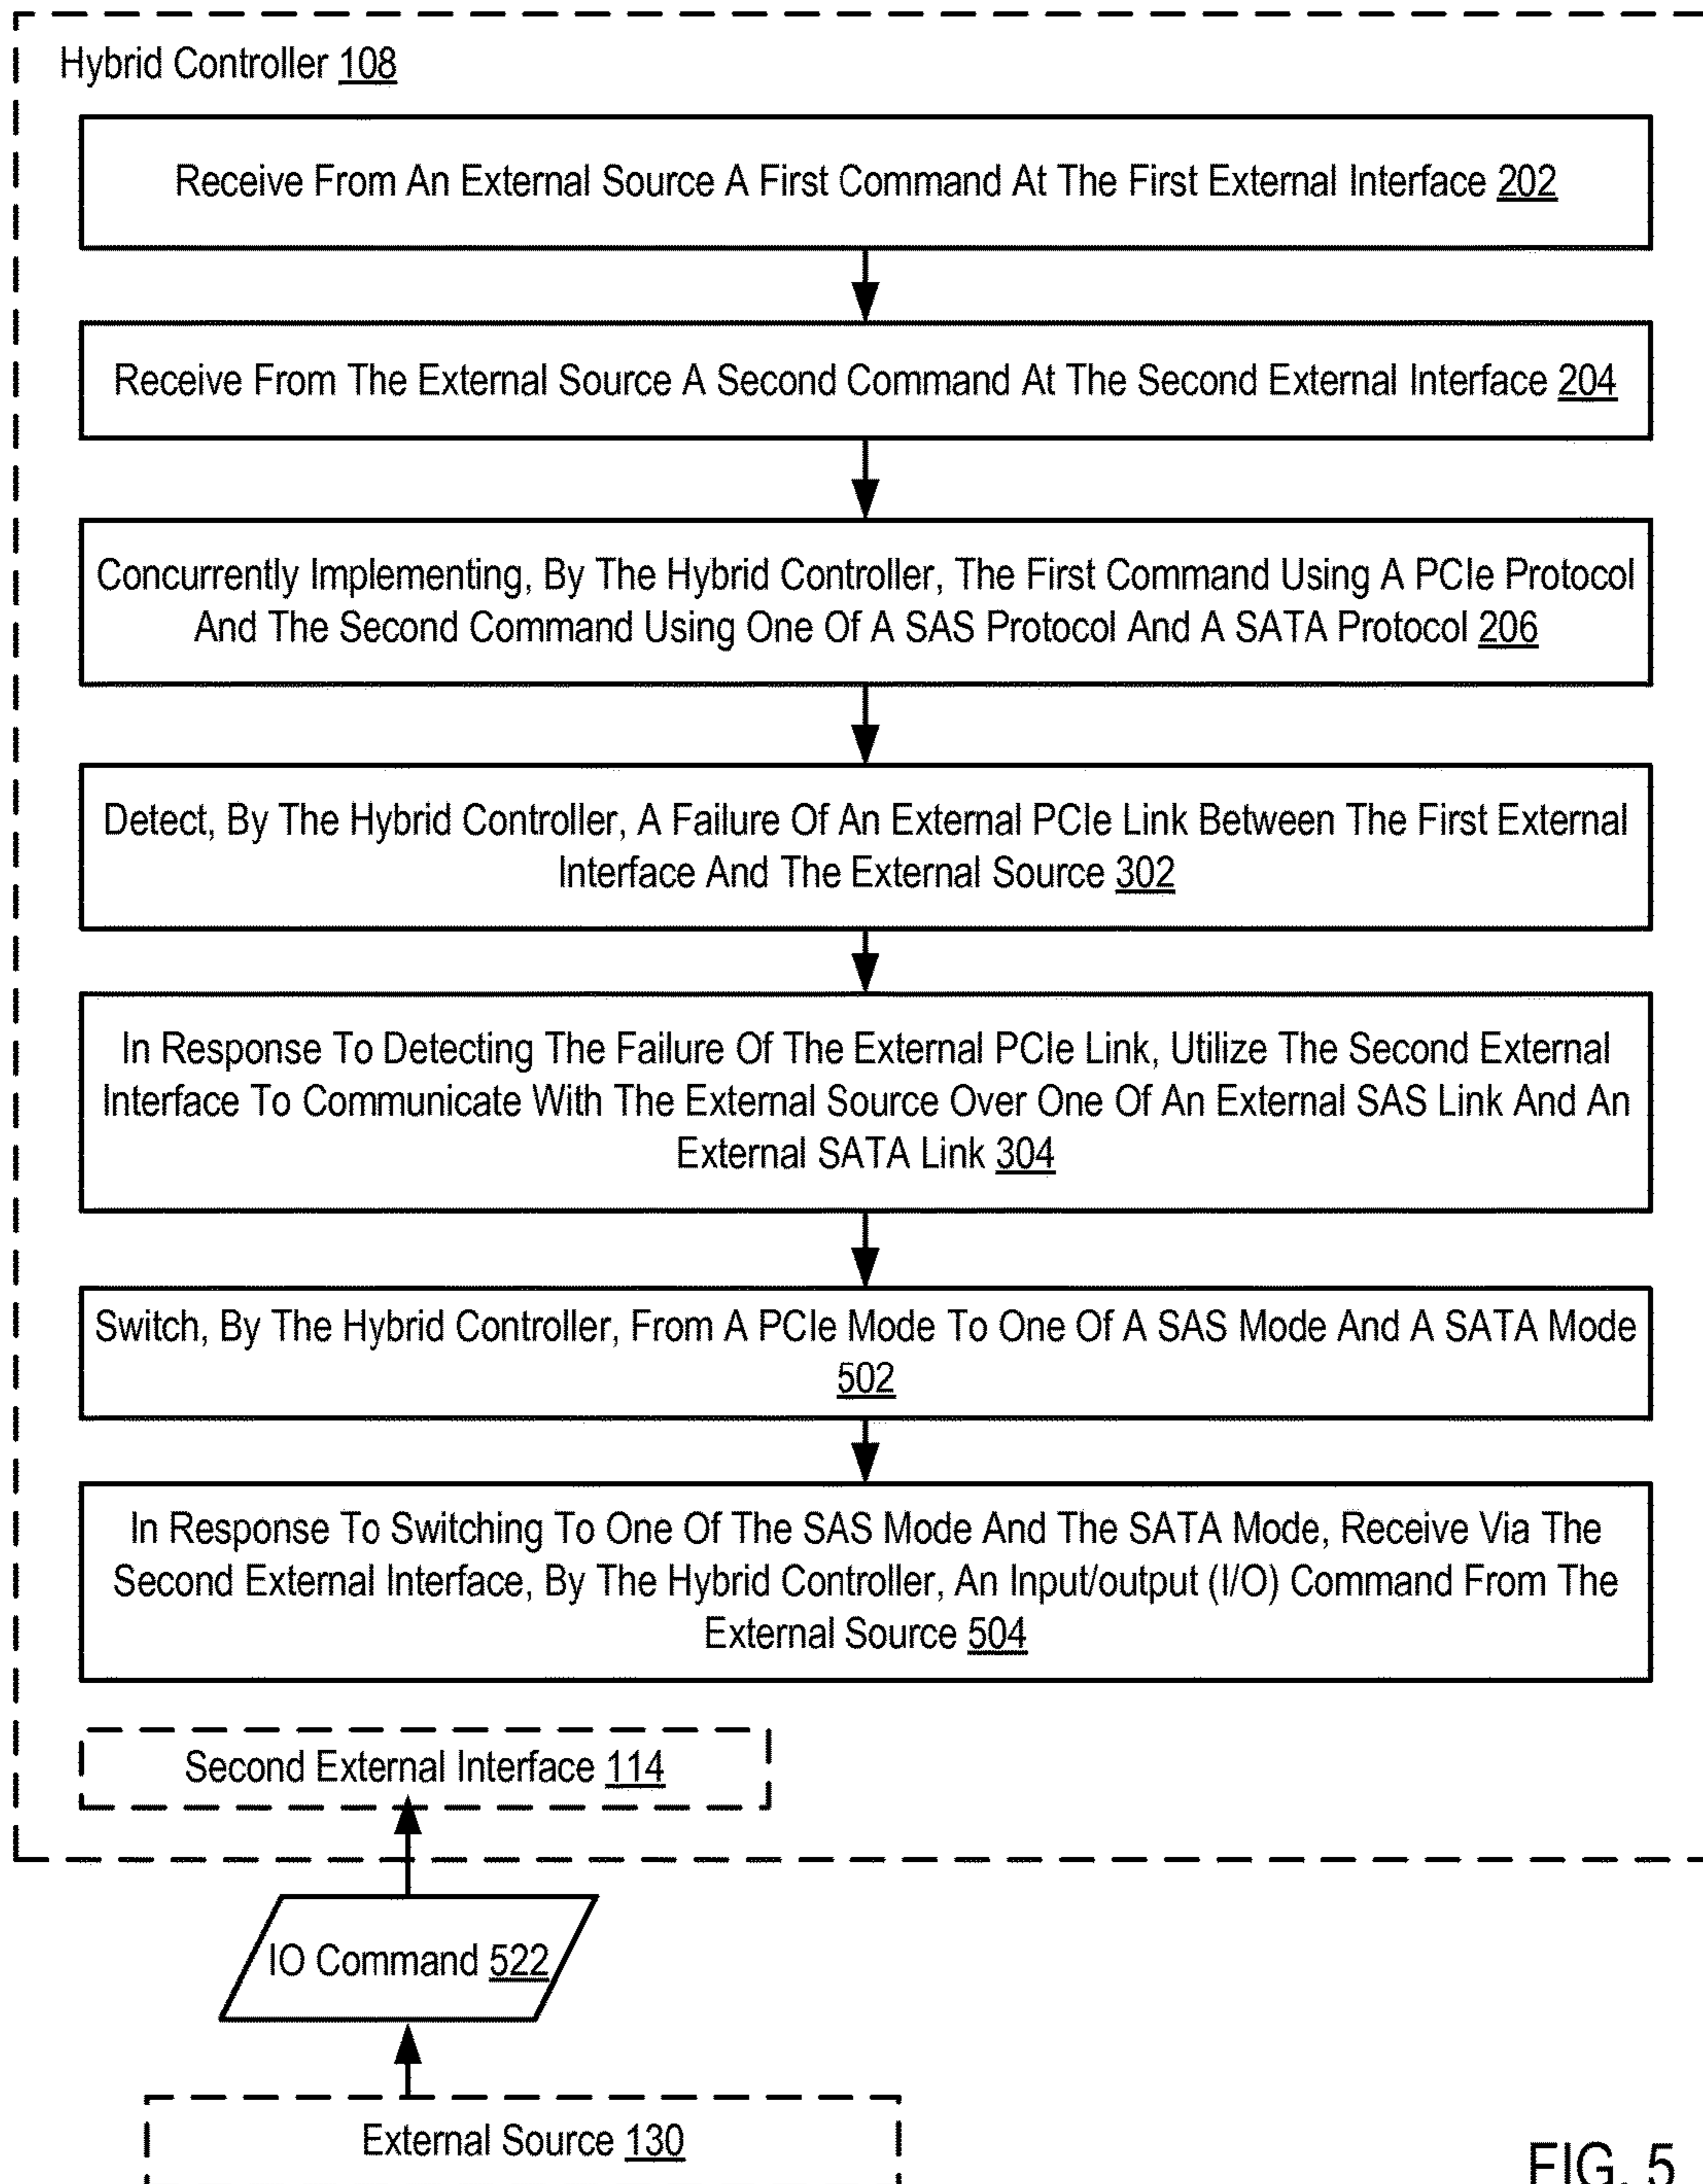 Hybrid Controller 108
Receive From An External Source A First Command At The First External Interface 202
Receive From The External Source A Second Command At The Second External Interface 204
Concurrently Implementing, By The Hybrid Controller, The First Command Using A PCIe Protocol
And The Second Command Using One Of A SAS Protocol And A SATA Protocol 206
Detect, By The Hybrid Controller, A Failure Of An External PCIe Link Between The First External
Interface And The External Source 302
In Response To Detecting The Failure Of The External PCIe Link, Utilize The Second External
Interface To Communicate With The External Source Over One Of An External SAS Link And An
External SATA Link 304
Switch, By The Hybrid Controller, From A PCIe Mode To One Of A SAS Mode And A SATA Mode
502
In Response To Switching To One Of The SAS Mode And The SATA Mode, Receive Via The
Second External Interface, By The Hybrid Controller, An Input/output (I/O) Command From The
External Source 504
Second External Interface 114
IO Command 522
External Source 130
FIG. 5